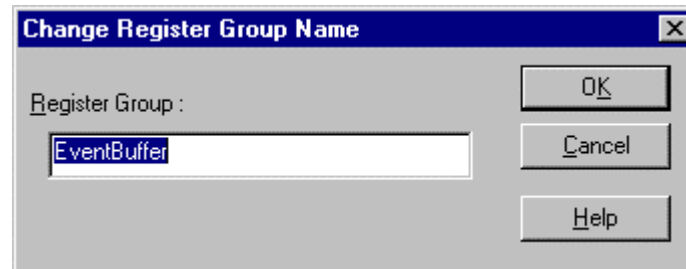 Change Register Group Name
Register Group :
EventBuffer
OK
Cancel
Help